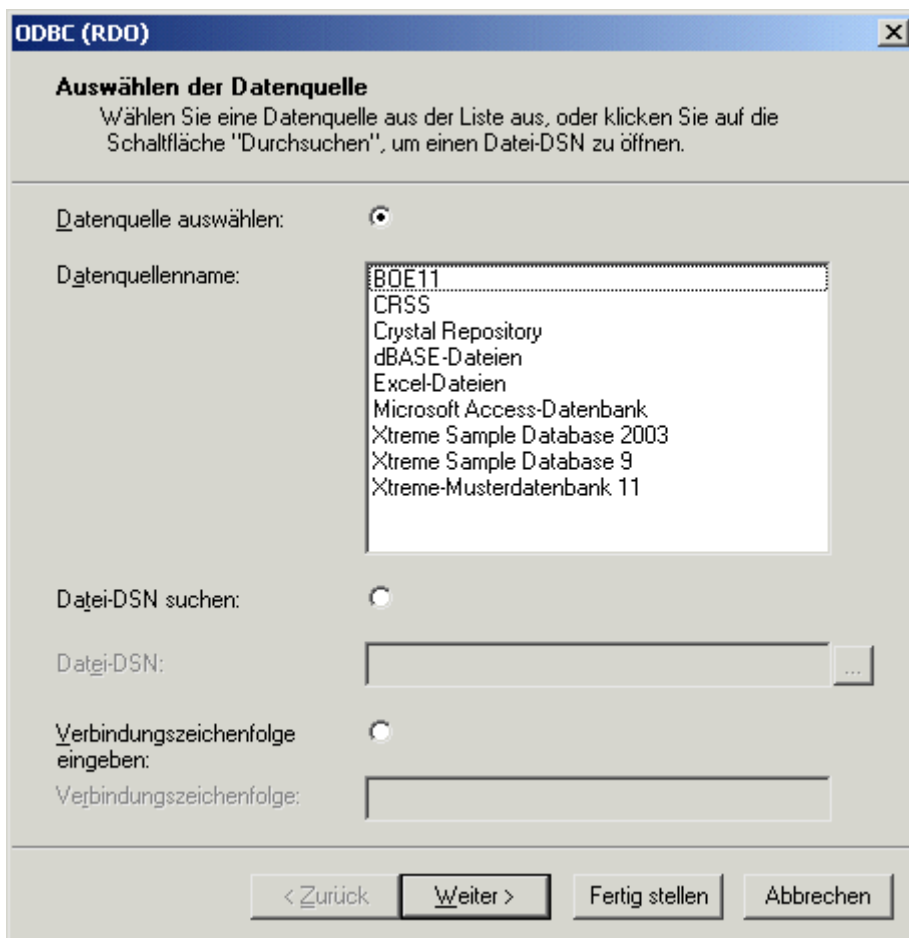 ODBC (RDO)
Auswählen der Datenquelle
Wählen Sie eine Datenquelle aus der Liste aus, oder klicken Sie auf die
Schaltfläche "Durchsuchen", um einen Datei-DSN zu öffnen.
Datenquelle auswählen:
Datenquellenname:
BOE11
CRSS
Crystal Repository
dBASE-Dateien
Excel-Dateien
Microsoft Access-Datenbank
Xtreme Sample Database 2003
Xtreme Sample Database 9
Xtreme-Musterdatenbank 11
Datei-DSN suchen:
Datei-DSN:
...
Verbindungszeichenfolge
eingeben:
Verbindungszeichenfolge:
< Zurück
Weiter >
Fertig stellen
Abbrechen